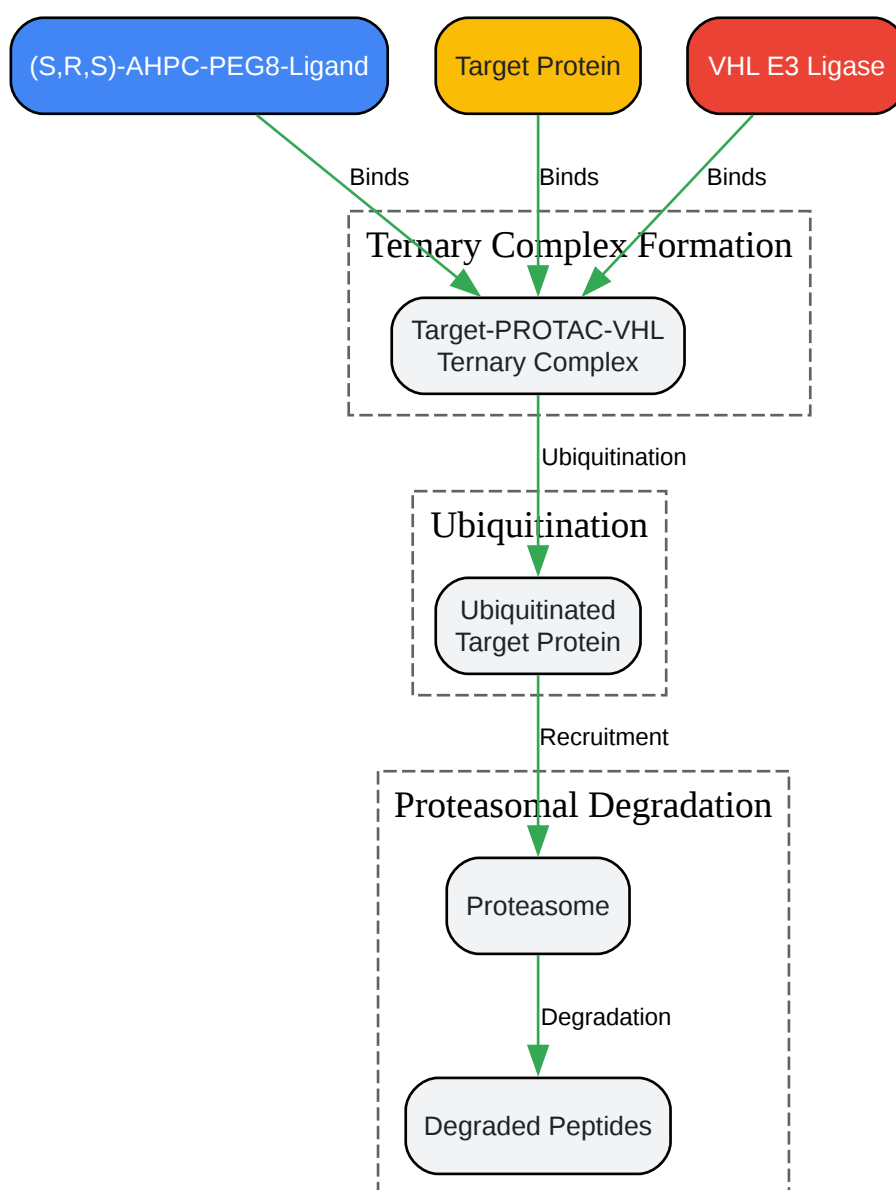 (S,R,S)-AHPC-PEG8-Ligand
Target Protein
VHL E3 Ligase
Binds
Binds
Binds
Ternary Complex Formation
Target-PROTAC-VHL
Ternary Complex
Ubiquitination
Ubiquitination
Ubiquitinated
Target Protein
Recruitment
Proteasomal Degradation
Proteasome
Degradation
Degraded Peptides